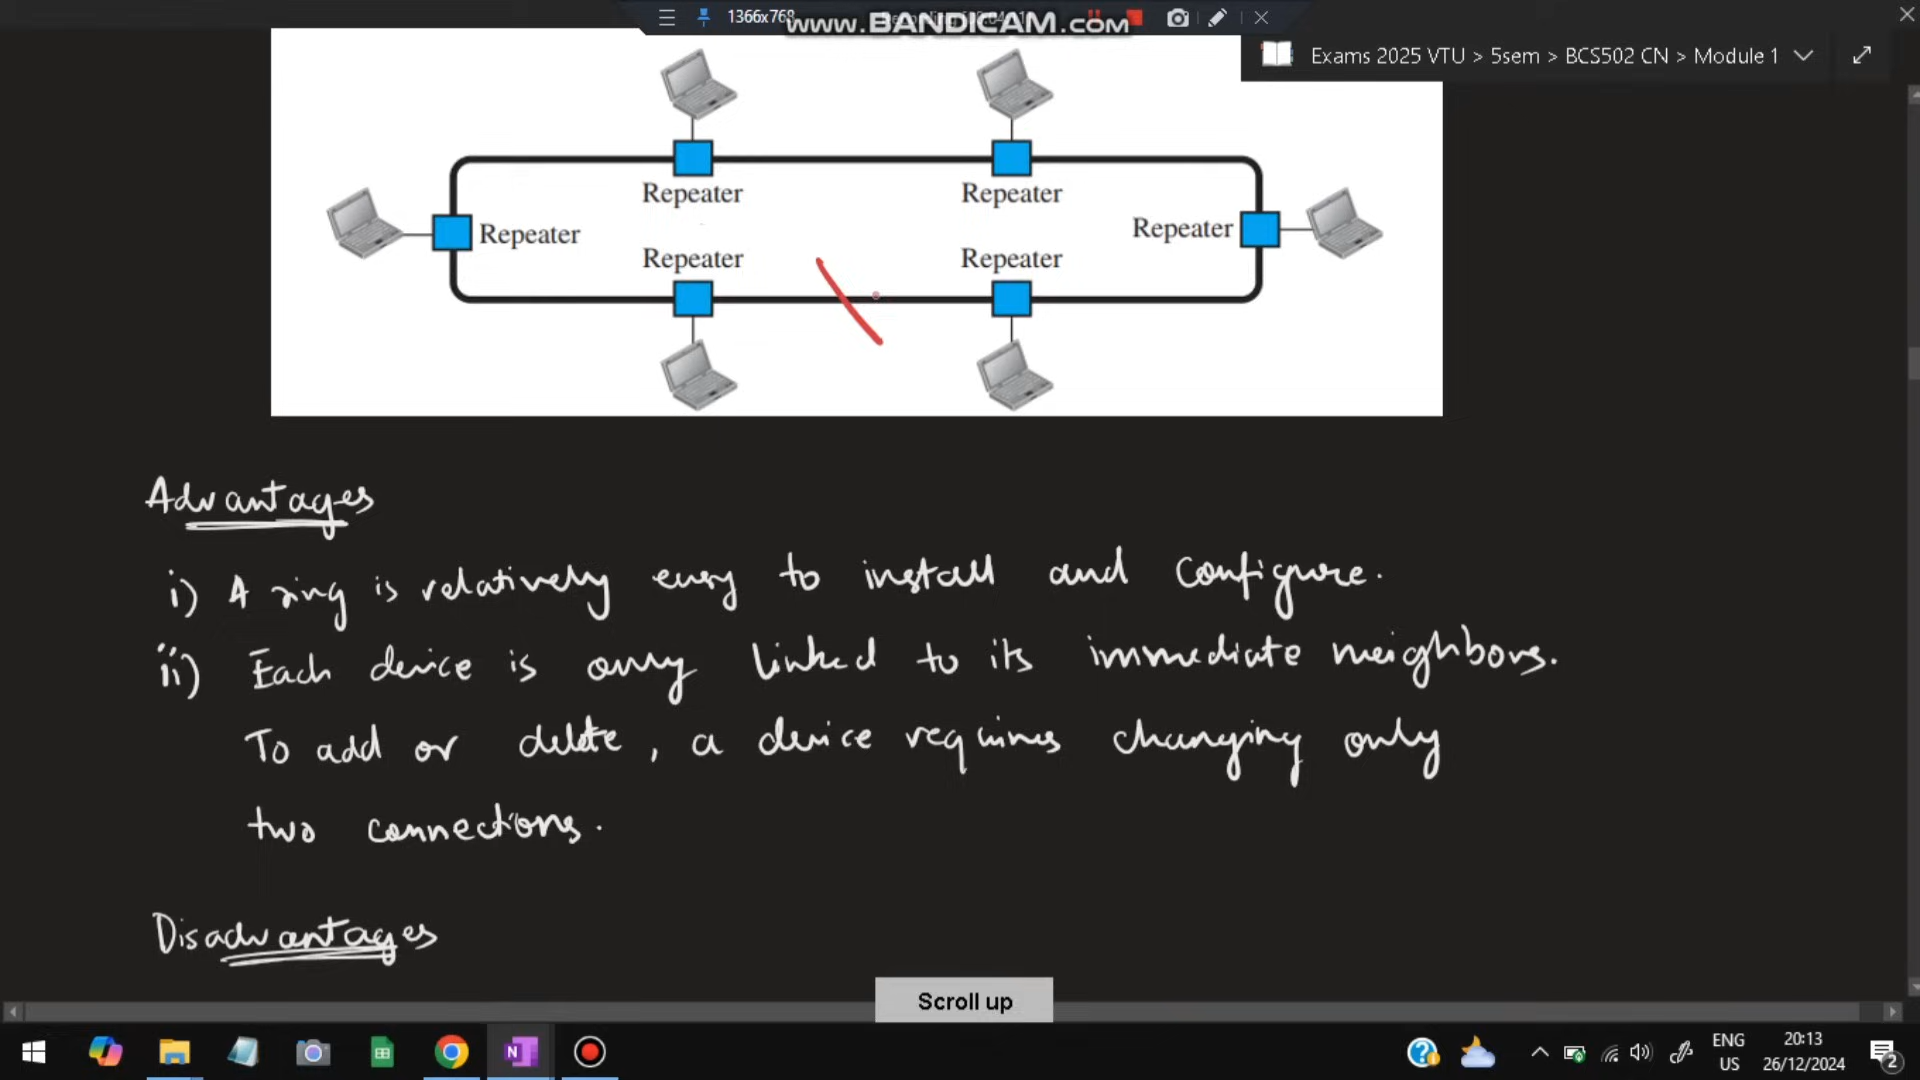 1366x768
www.BANDICAM.com
Exams 2025 VTU > 5sem > BCS502 CN > Module 1
Repeater
Repeater
Repeater
Repeater
Repeater
Repeater
Advantages
i) A ring is relatively easy to install and configure.
ii) Each device is only linked to its immediate neighbors.
To add or delete, a device requires changing only
two connections.
Disadvantages
Scroll up
ENG
US
20:13
26/12/2024
2